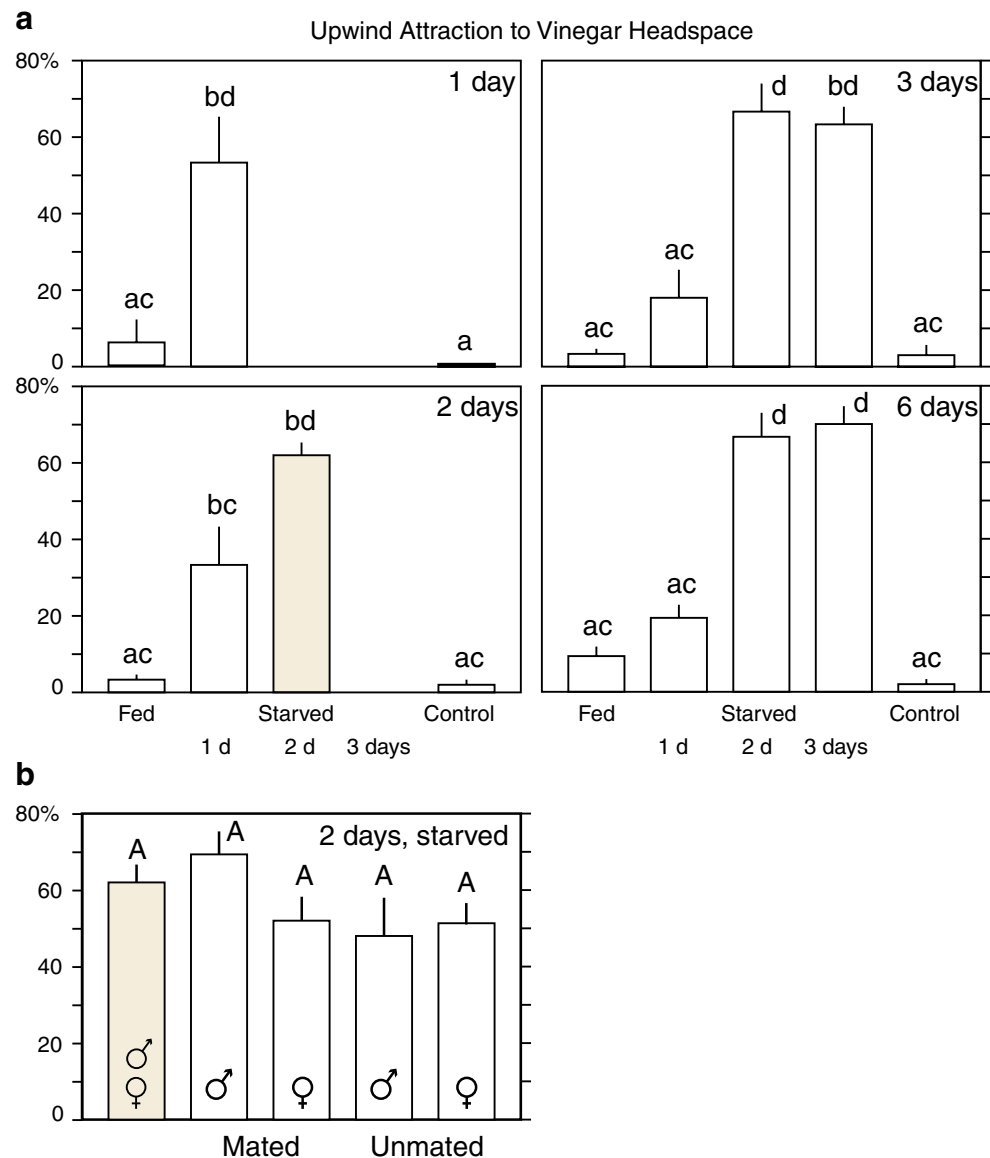 a
Upwind Attraction to Vinegar Headspace
80%
60
40
20
0
1 day
ac
bd
a
3 days
ac
ac
d
bd
ac
80%
60
40
20
0
2 days
ac
bc
bd
ac
6 days
ac
ac
d
d
ac
Fed Starved Control Fed Starved Control
1 d 2 d 3 days 1 d 2 d 3 days
b
80%
60
40
20
0
2 days, starved
A A A A A
♂ ♂ ♀ ♂ ♀
♀
Mated Unmated